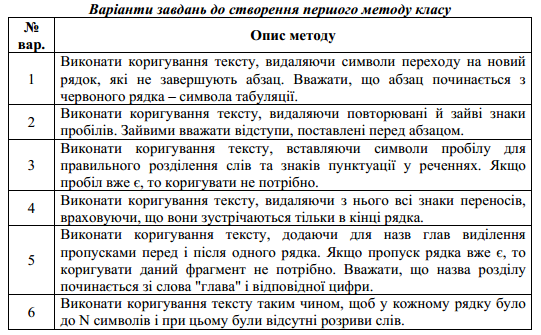 Варіанти завдань до створення першого методу класу
№
вар.
Опис методу
1
Виконати коригування тексту, видаляючи символи переходу на новий
рядок, які не завершують абзац. Вважати, що абзац починається з
червоного рядка – символа табуляції.
2
Виконати коригування тексту, видаляючи повторювані й зайві знаки
пробілів. Зайвими вважати відступи, поставлені перед абзацом.
3
Виконати коригування тексту, вставляючи символи пробілу для
правильного розділення слів та знаків пунктуації у реченнях. Якщо
пробіл вже є, то коригувати не потрібно.
4
Виконати коригування тексту, видаляючи з нього всі знаки переносів,
враховуючи, що вони зустрічаються тільки в кінці рядка.
5
Виконати коригування тексту, додаючи для назв глав виділення
пропусками перед і після одного рядка. Якщо пропуск рядка вже є, то
коригувати даний фрагмент не потрібно. Вважати, що назва розділу
починається зі слова "глава" і відповідної цифри.
6
Виконати коригування тексту таким чином, щоб у кожному рядку було
до N символів і при цьому були відсутні розриви слів.